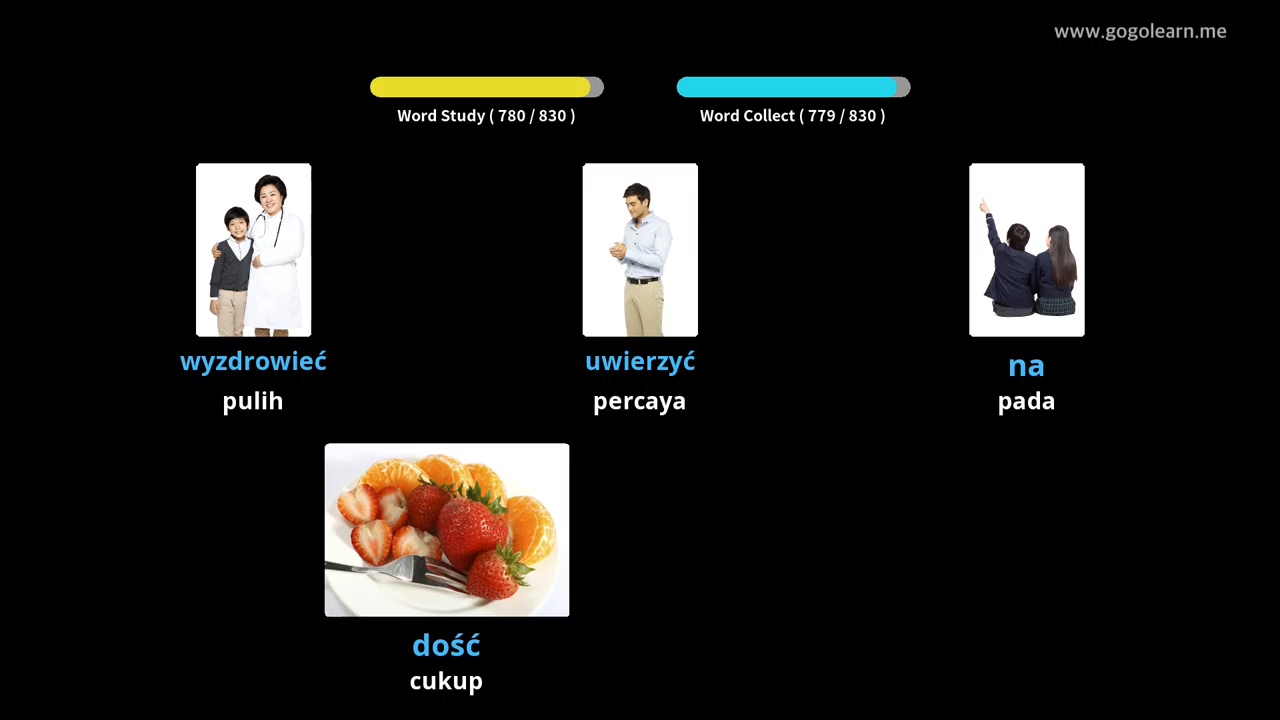 www.gogolearn.me
Word Study ( 780 / 830 )
Word Collect ( 779 / 830 )
wyzdrowieć
pulih
uwierzyć
percaya
na
pada
dość
cukup